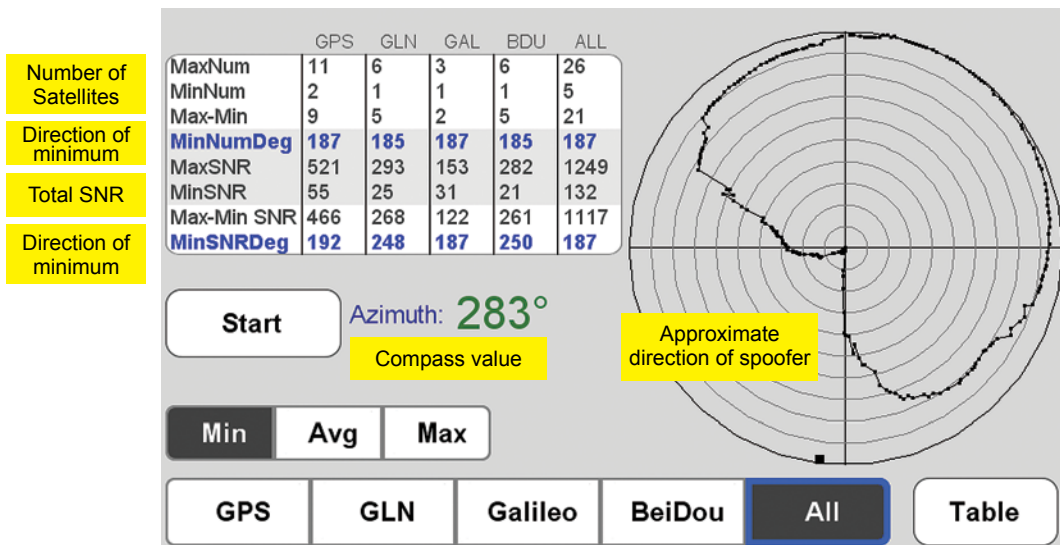 GPS GLN GAL BDU ALL
MaxNum 11 6 3 6 26
MinNum 2 1 1 1 5
Max-Min 9 5 2 5 21
MinNumDeg 187 185 187 185 187
MaxSNR 521 293 153 282 1249
MinSNR 55 25 31 21 132
Max-Min SNR 466 268 122 261 1117
MinSNRDeg 192 248 187 250 187
Number of
Satellites
Direction of
minimum
Total SNR
Direction of
minimum
Start
Azimuth: 283°
Compass value
Approximate
direction of spoofer
Min Avg Max
GPS GLN Galileo BeiDou All Table